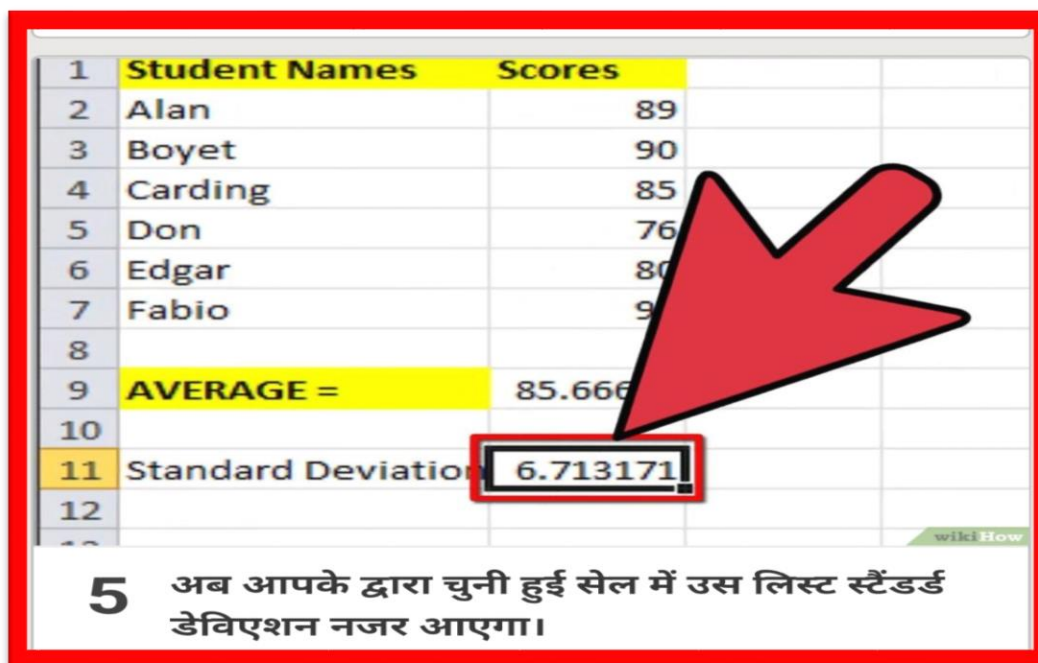 1 Student Names Scores
2 Alan 89
3 Boyet 90
4 Carding 85
5 Don 76
6 Edgar
7 Fabio
8
9 AVERAGE =
10
11 Standard Deviation 6.713171
12
wikiHow
5 अब आपके द्वारा चुनी हुई सेल में उस लिस्ट स्टैंडर्ड
डेविएशन नजर आएगा।